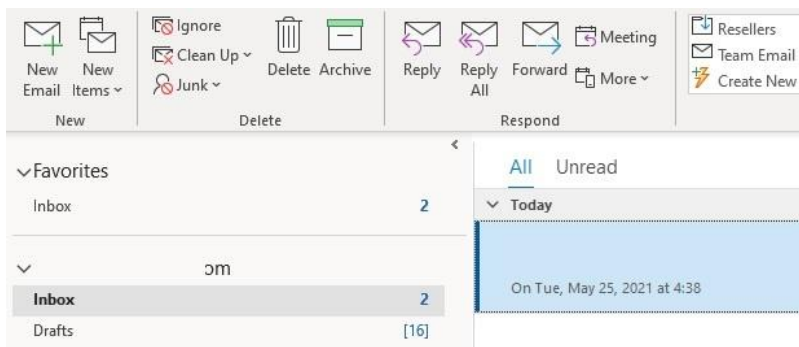 Ignore
Clean Up
Junk
New Email
New Items
Delete
Archive
Reply
Reply All
Forward
Meeting
More
Resellers
Team Email
Create New
New
Delete
Respond
Favorites
Inbox 2
om
Inbox 2
Drafts [16]
All Unread
Today
On Tue, May 25, 2021 at 4:38